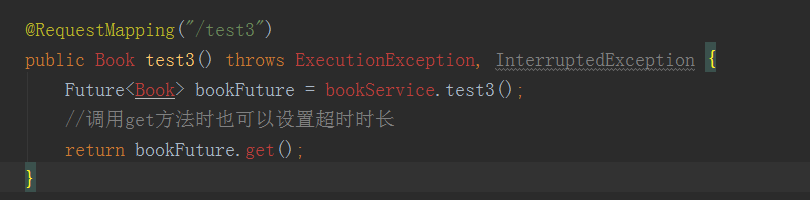 @RequestMapping("/test3")
public Book test3() throws ExecutionException, InterruptedException {
Future<Book> bookFuture = bookService.test3();
//调用get方法时也可以设置超时时长
return bookFuture.get();
}